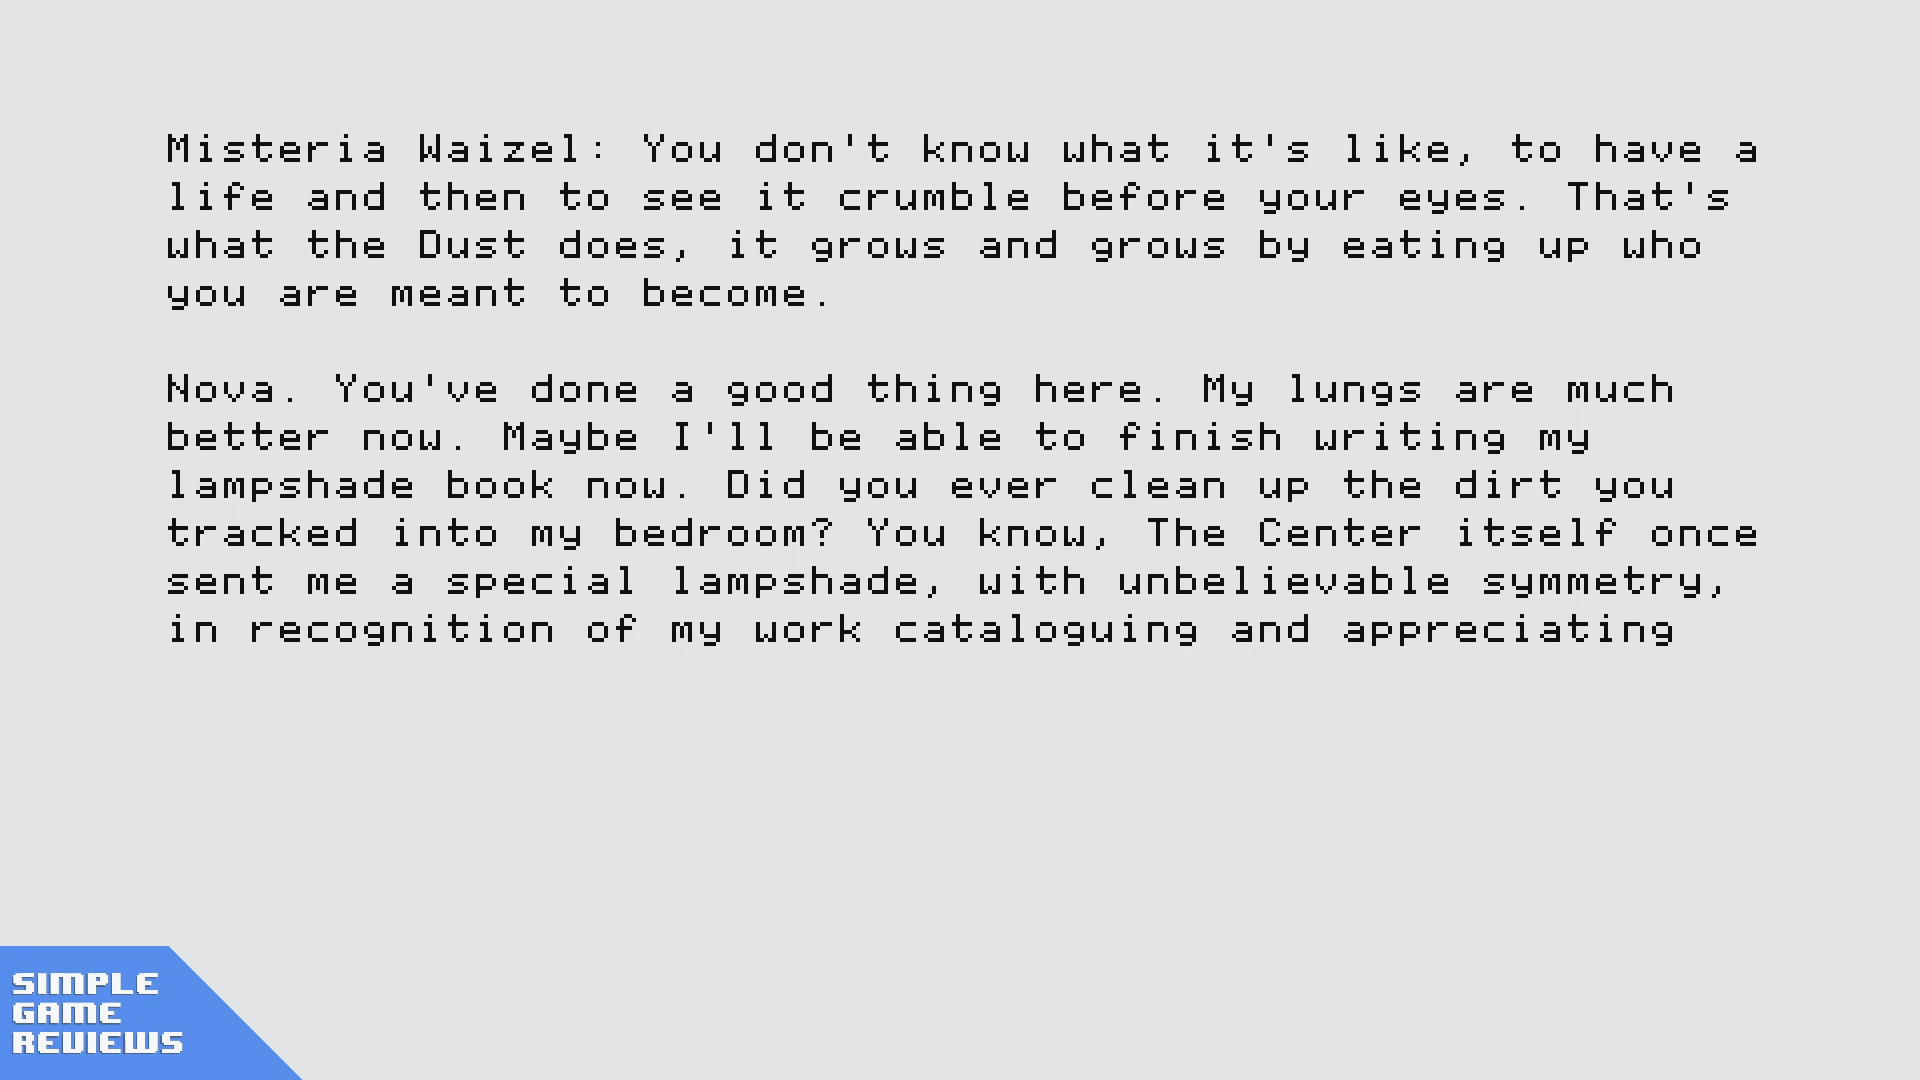 Misteria Waizel: You don't know what it's like, to have a
life and then to see it crumble before your eyes. That's
what the Dust does, it grows and grows by eating up who
you are meant to become.
Nova. You've done a good thing here. My lungs are much
better now. Maybe I'll be able to finish writing my
lampshade book now. Did you ever clean up the dirt you
tracked into my bedroom? You know, The Center itself once
sent me a special lampshade, with unbelievable symmetry,
in recognition of my work cataloguing and appreciating
SIMPLE
GAME
REVIEWS